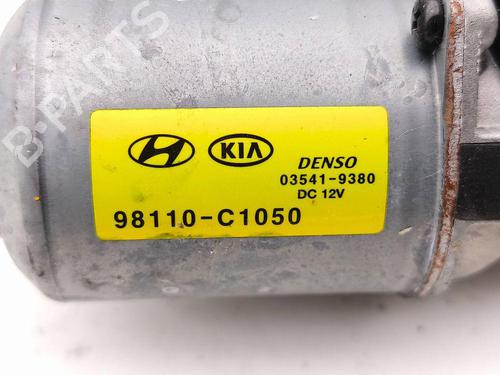 B-PARTS
KIA
DENSO
03541-9380
DC 12V
98110-C1050